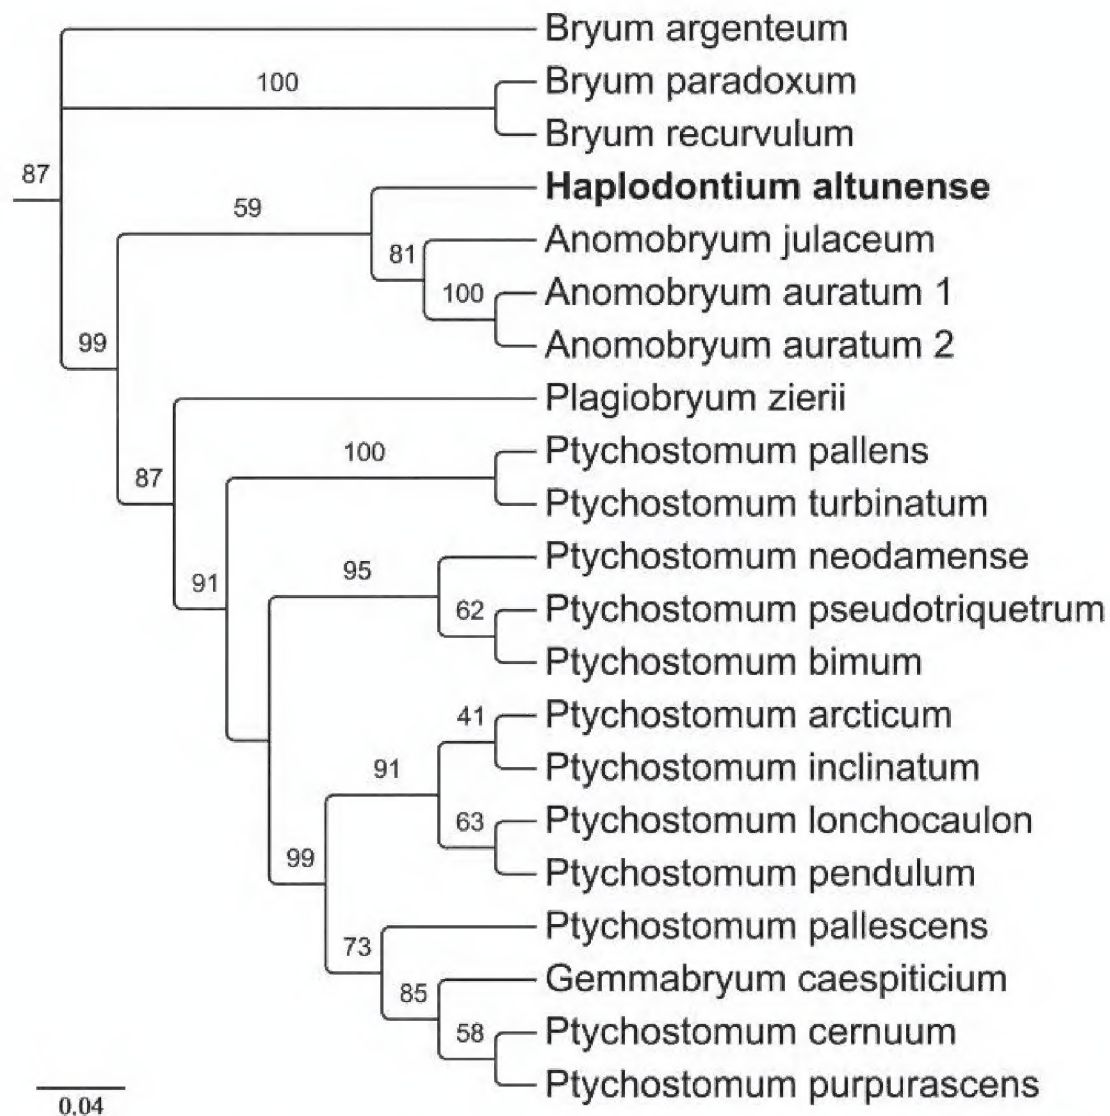 Bryum argenteum
100
Bryum paradoxum
Bryum recurvulum
87
Haplodontium altunense
59
Anomobryum julaceum
81
100
Anomobryum auratum 1
99
Anomobryum auratum 2
Plagiobryum zierii
100
Ptychostomum pallens
87
Ptychostomum turbinatum
95
Ptychostomum neodamense
91
62
Ptychostomum pseudotriquetrum
Ptychostomum bimum
41
Ptychostomum arcticum
91
Ptychostomum inclinatum
63
Ptychostomum lonchocaulon
99
Ptychostomum pendulum
73
Ptychostomum pallescens
85
Gemmabryum caespiticium
58
Ptychostomum cernuum
Ptychostomum purpurascens
0.04